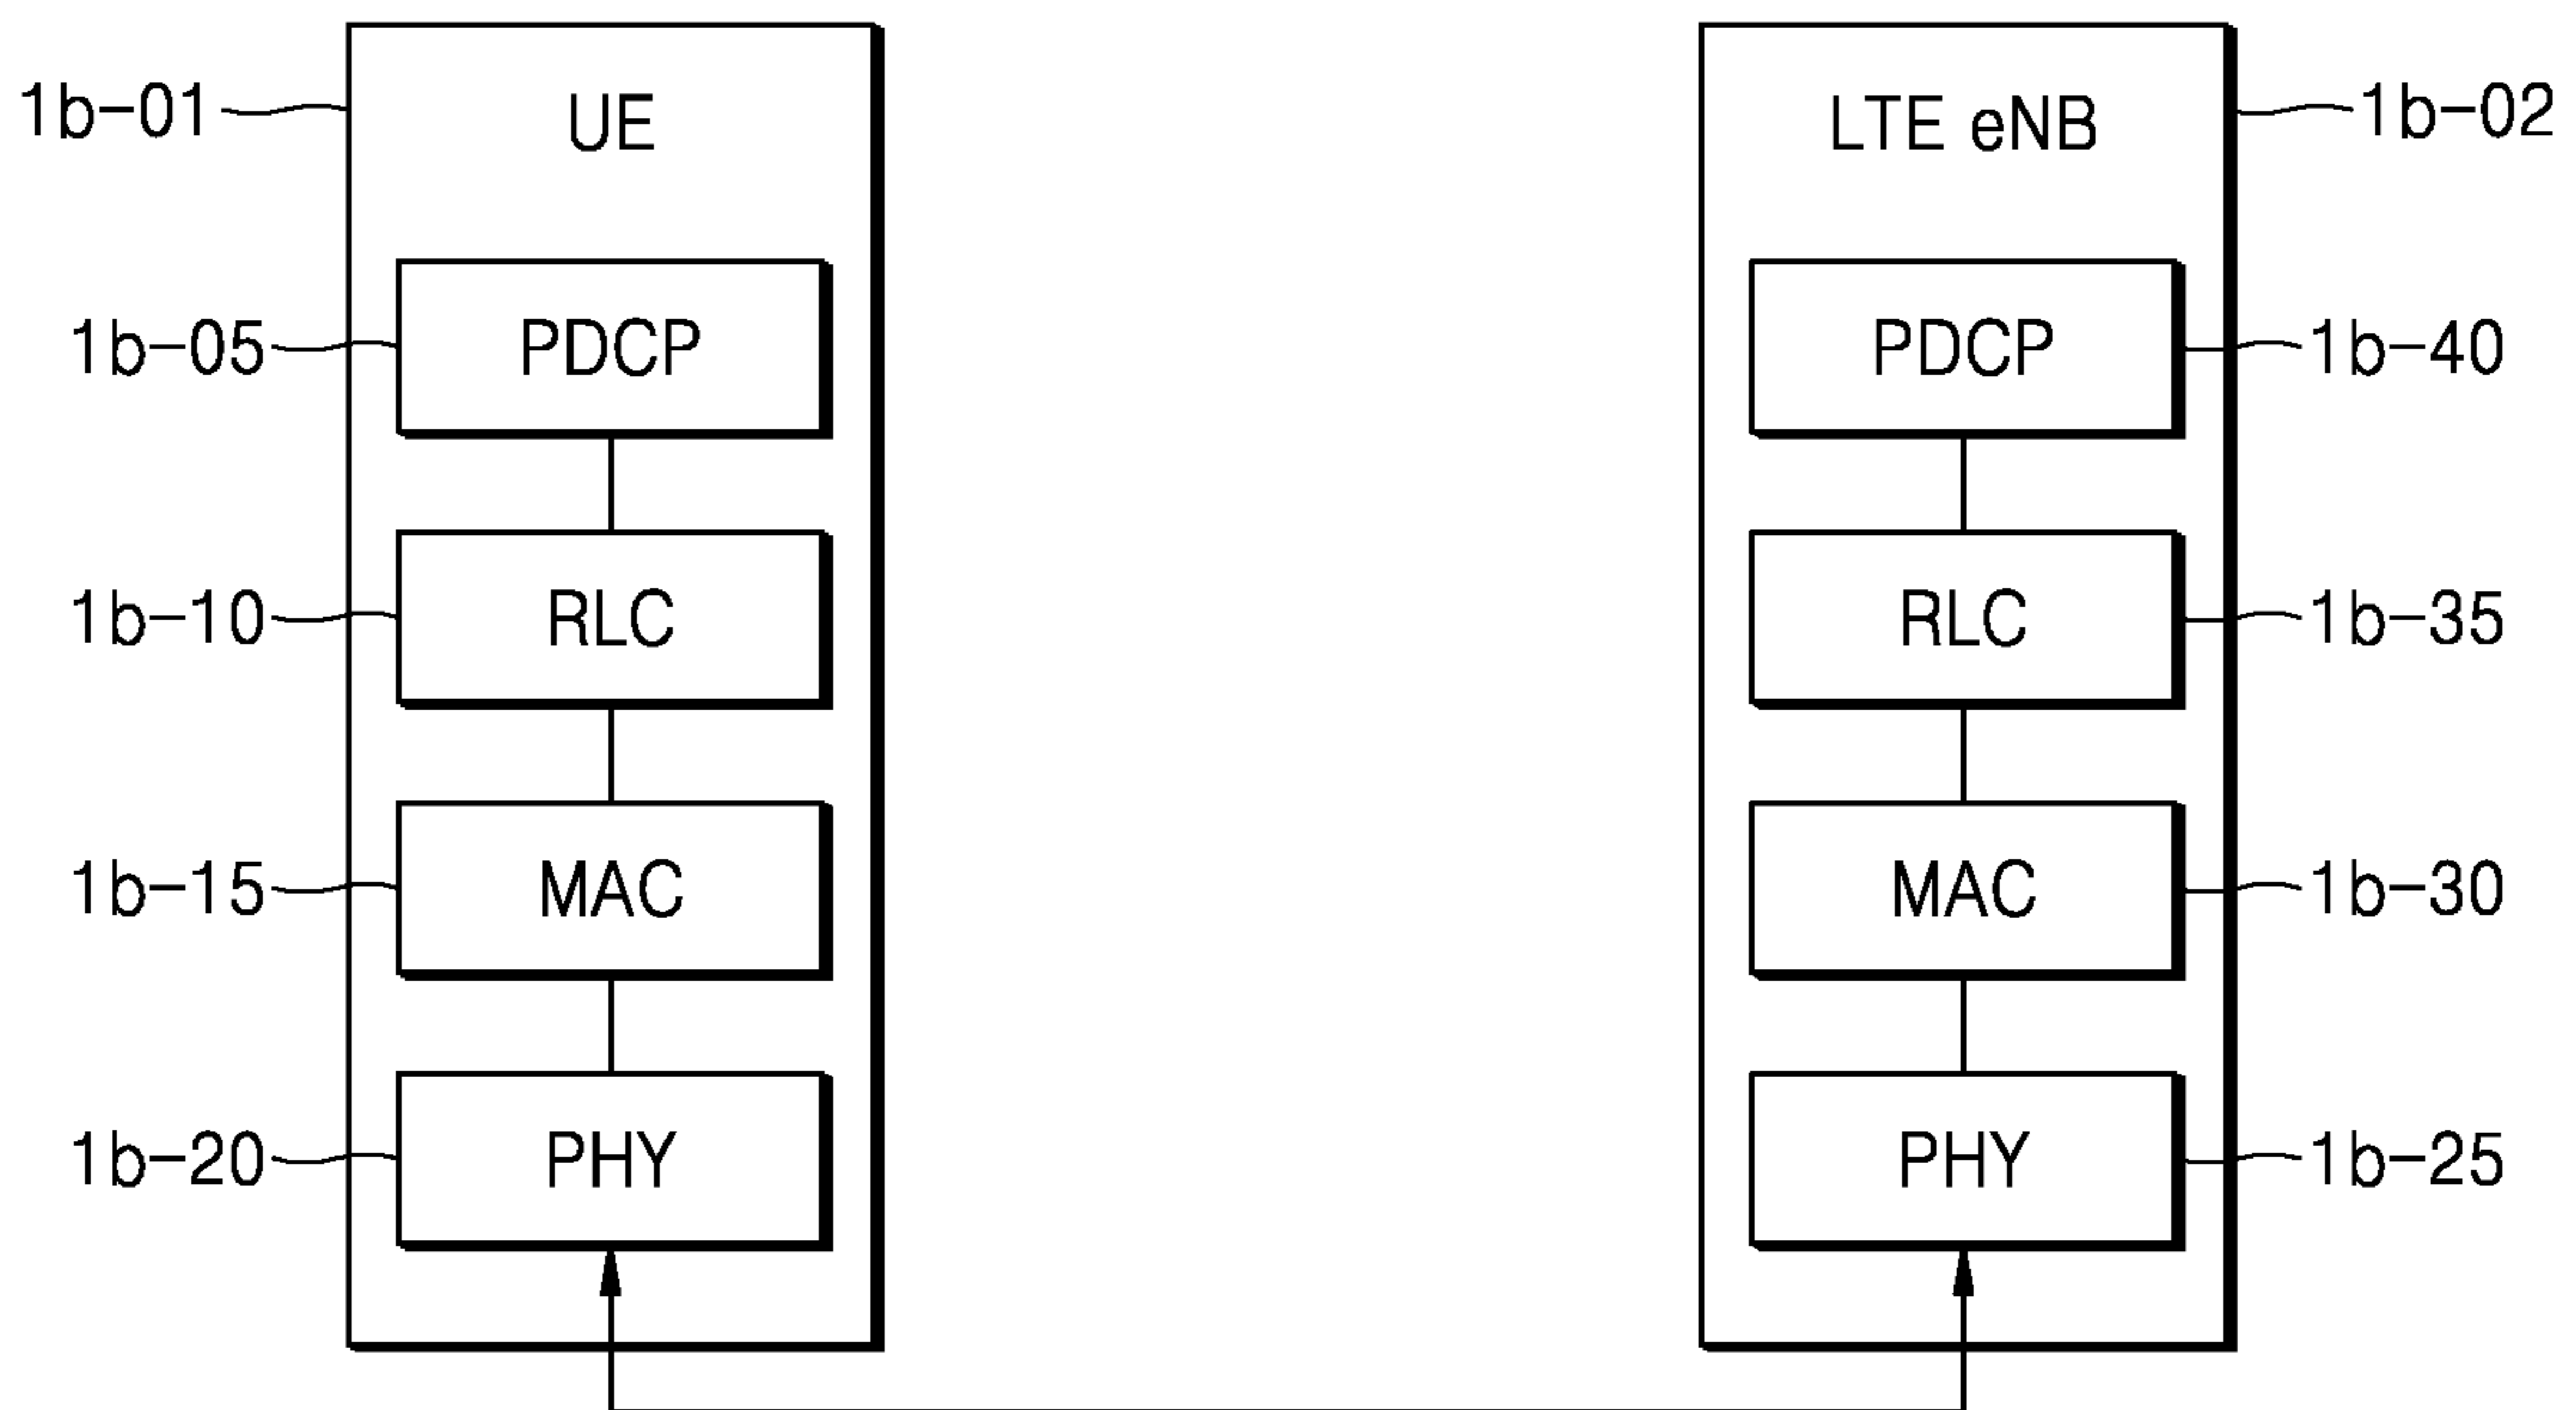 1b-01 UE LTE eNB 1b-02
1b-05 PDCP PDCP 1b-40
1b-10 RLC RLC 1b-35
1b-15 MAC MAC 1b-30
1b-20 PHY PHY 1b-25